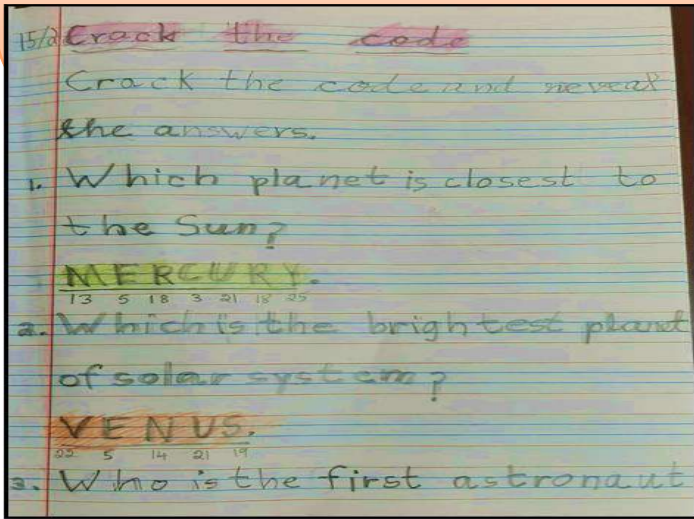 15/2 Crack the code
Crack the code and reveal
the answers.
1. Which planet is closest to
the Sun?
MERCURY.
13 5 18 3 21 18 25
2. Which is the brightest planet
of solar system?
VENUS.
22 5 14 21 19
3. Who is the first astronaut